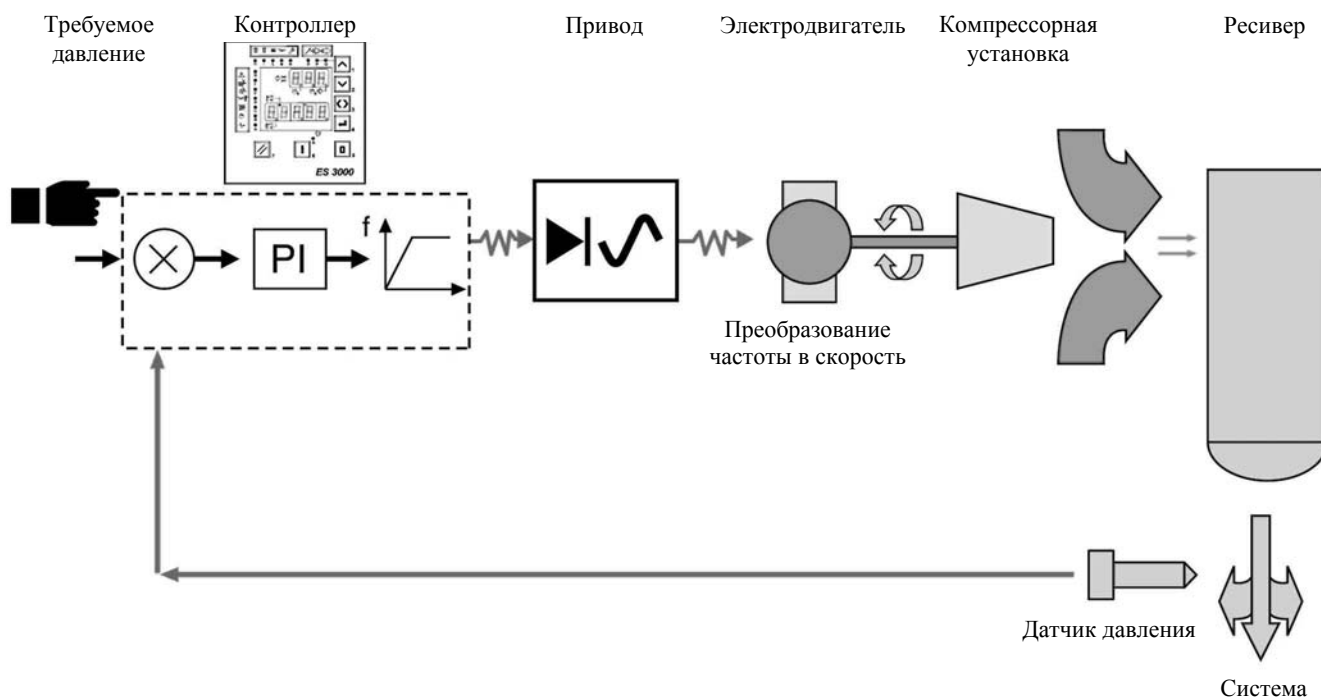 Требуемое
давление
Контроллер
Привод
Электродвигатель
Компрессорная
установка
Ресивер
ES 3000
f
PI
Преобразование
частоты в скорость
Датчик давления
Система